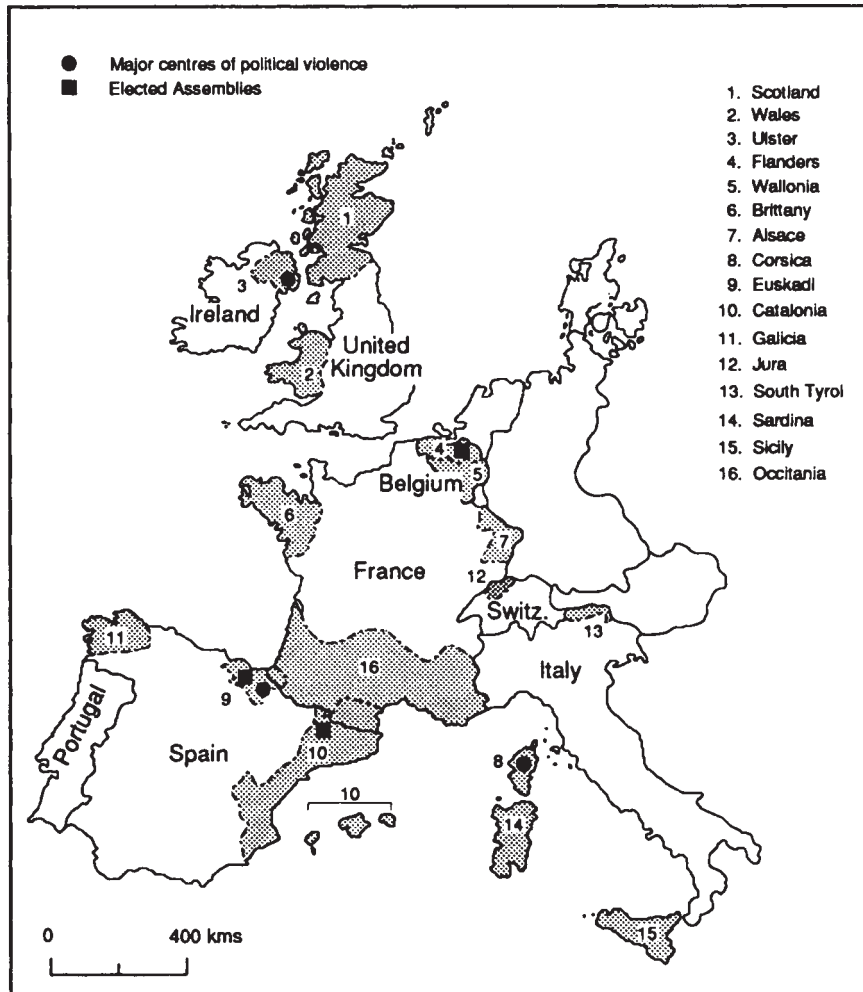 Major centres of political violence
Elected Assemblies
1. Scotland
2. Wales
3. Ulster
4. Flanders
5. Wallonia
6. Brittany
7. Alsace
8. Corsica
9. Euskadi
10. Catalonia
11. Galicia
12. Jura
13. South Tyrol
14. Sardina
15. Sicily
16. Occitania
1
3
Ireland
United
Kingdom
2
4
5
Belgium
6
7
France
12
Switz.
13
11
16
Italy
9
Portugal
Spain
10
8
10
14
15
0 400 kms